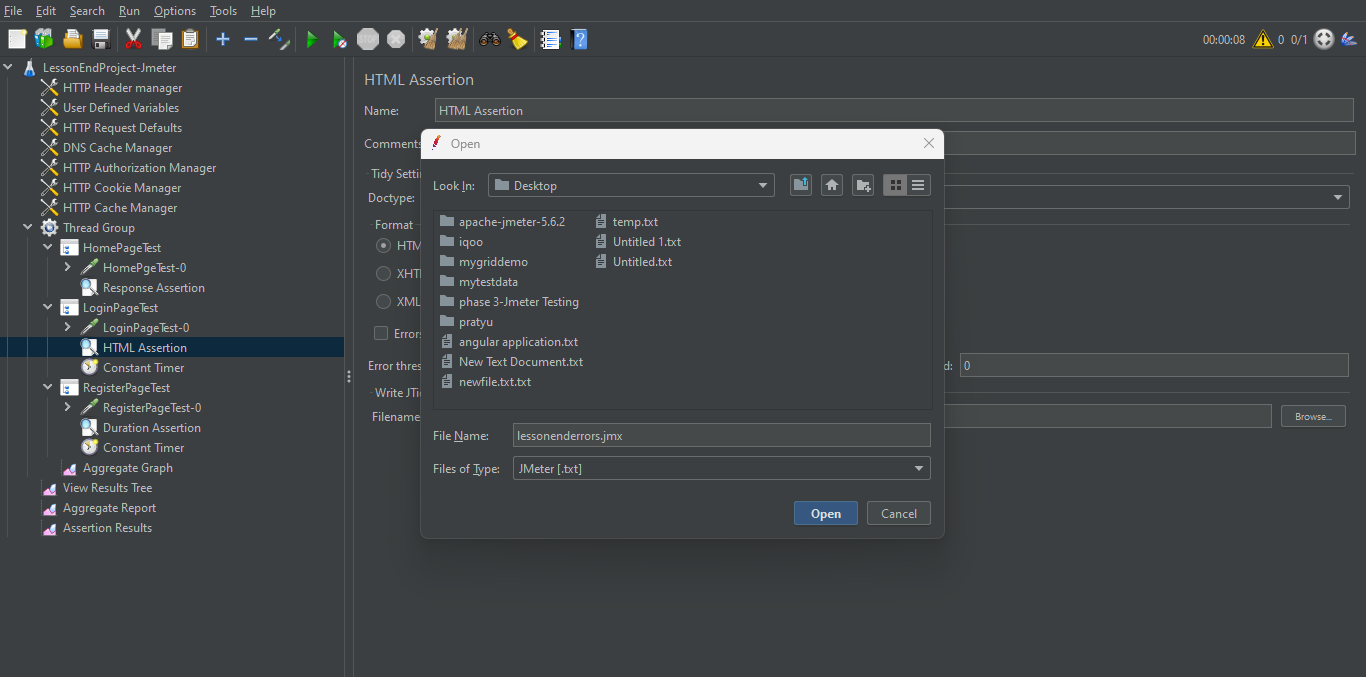 File Edit Search Run Options Tools Help
00:00:08 0 0/1
LessonEndProject-Jmeter
HTTP Header manager
User Defined Variables
HTTP Request Defaults
DNS Cache Manager
HTTP Authorization Manager
HTTP Cookie Manager
HTTP Cache Manager
Thread Group
HomePageTest
HomePgeTest-0
Response Assertion
LoginPageTest
LoginPageTest-0
HTML Assertion
Constant Timer
RegisterPageTest
RegisterPageTest-0
Duration Assertion
Constant Timer
Aggregate Graph
View Results Tree
Aggregate Report
Assertion Results
HTML Assertion
Name: HTML Assertion
Comments
Tidy Setti
Doctype:
Format
HTM
XHT
XML
Errors
Error thres
d: 0
Write JTi
Filename
Browse...
Open
Look In: Desktop
apache-jmeter-5.6.2
iqoo
mygriddemo
mytestdata
phase 3-Jmeter Testing
pratyu
angular application.txt
New Text Document.txt
newfile.txt.txt
temp.txt
Untitled 1.txt
Untitled.txt
File Name: lessonenderrors.jmx
Files of Type: JMeter [.txt]
Open Cancel